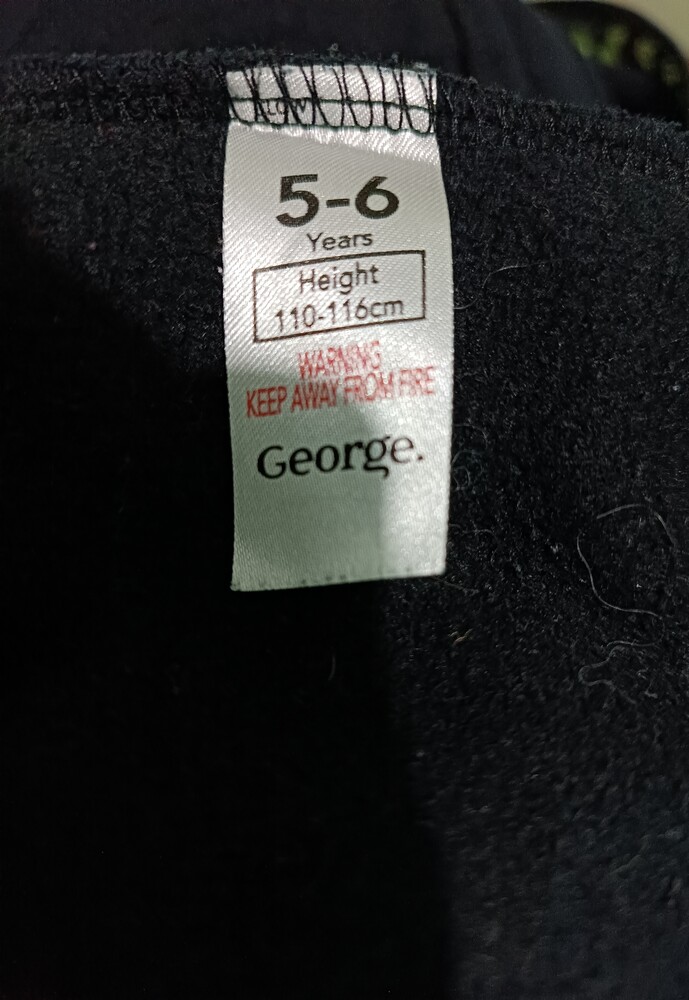 5-6
Years
Height
110-116cm
WARNING
KEEP AWAY FROM FIRE
George.